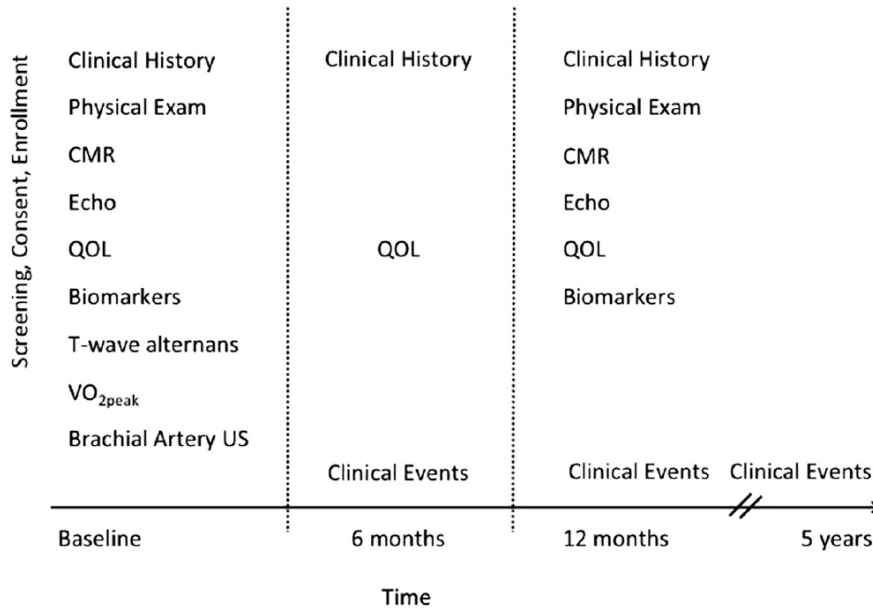 Screening, Consent, Enrollment
Clinical History Clinical History Clinical History
Physical Exam Physical Exam
CMR CMR
Echo Echo
QOL QOL QOL
Biomarkers Biomarkers
T-wave alternans
VO2peak
Brachial Artery US
Clinical Events Clinical Events Clinical Events
Baseline 6 months 12 months 5 years
Time